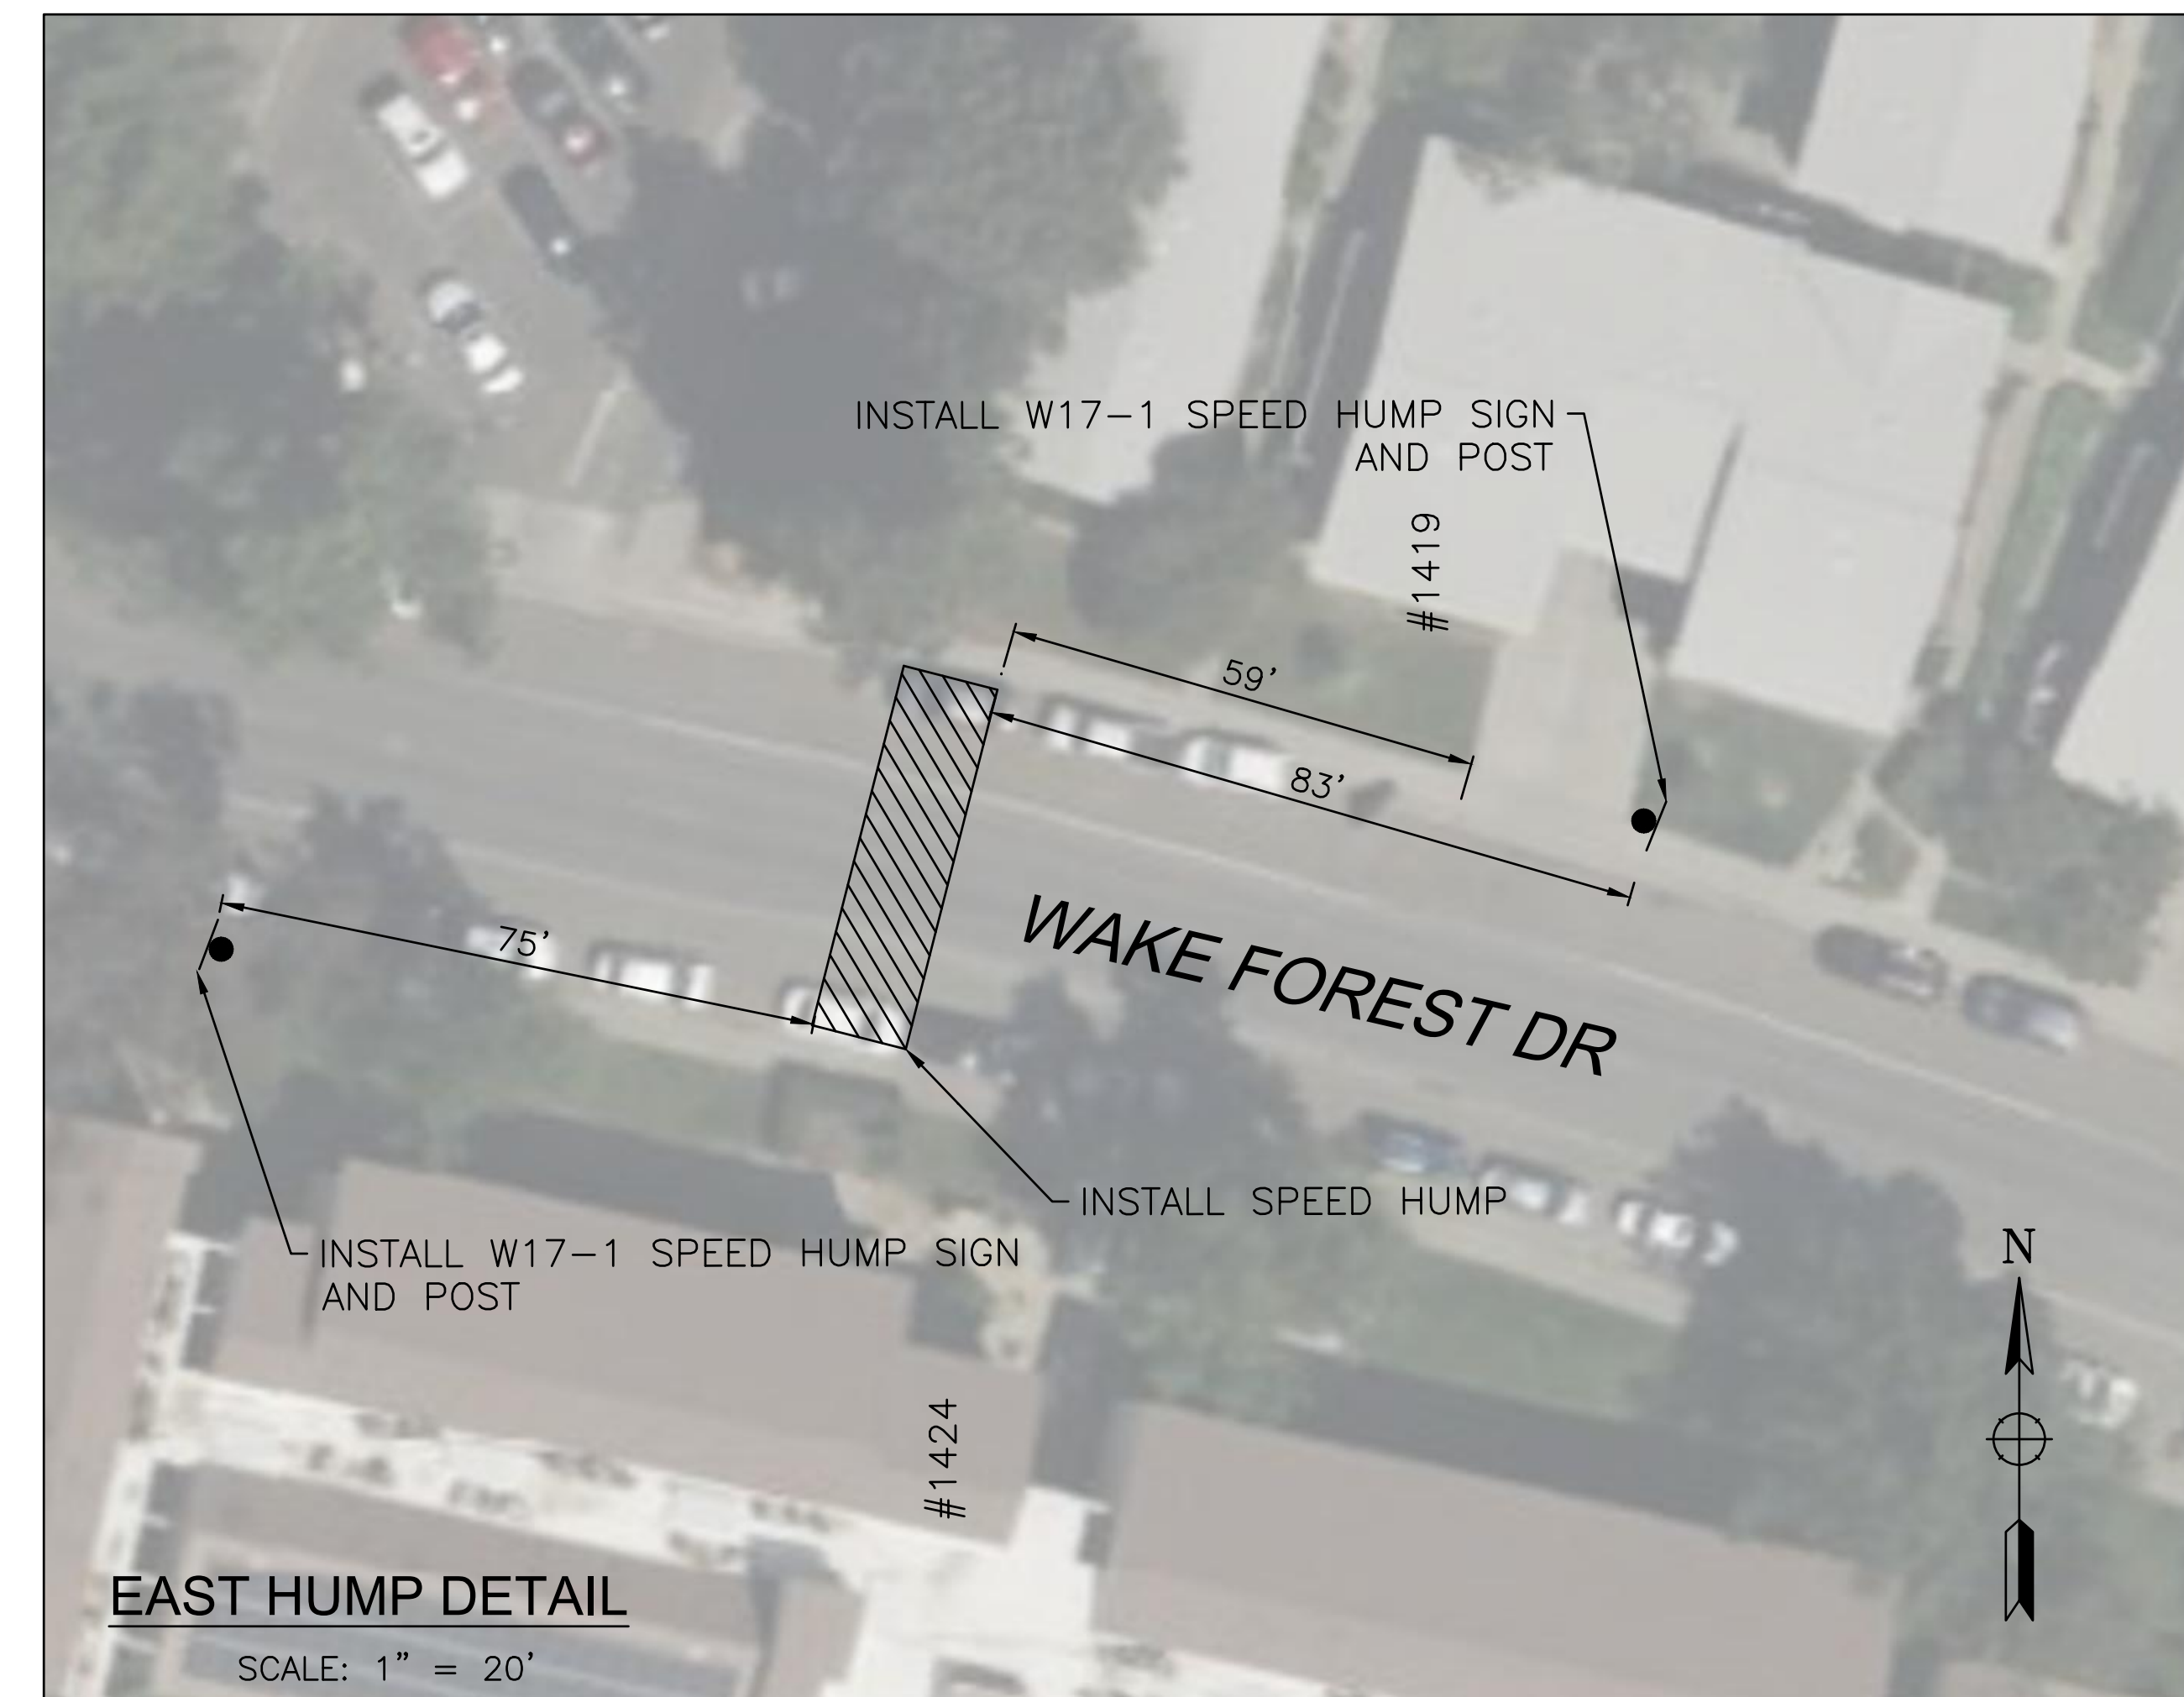 INSTALL W17-1 SPEED HUMP SIGN
AND POST
#1419
59'
83'
75'
WAKE FOREST DR
INSTALL SPEED HUMP
INSTALL W17-1 SPEED HUMP SIGN
AND POST
N
#1424
EAST HUMP DETAIL
SCALE: 1" = 20'